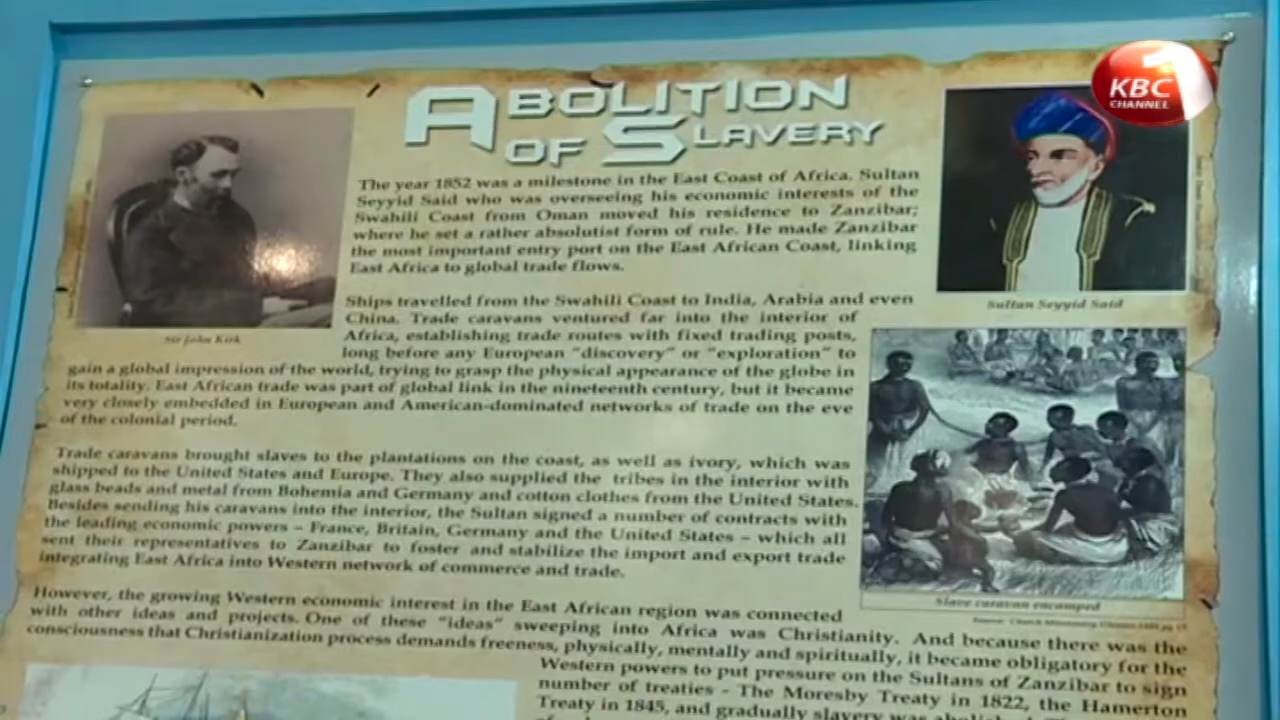 KBC 1
CHANNEL
ABOLITION
OF SLAVERY
The year 1852 was a milestone in the East Coast of Africa. Sultan
Seyyid Said who was overseeing his economic interests of the
Swahili Coast from Oman moved his residence to Zanzibar;
where he set a rather absolutist form of rule. He made Zanzibar
the most important entry port on the East African Coast, linking
East Africa to global trade flows.
Sir John Kirk
Sultan Seyyid Said
Ships travelled from the Swahili Coast to India, Arabia and even
China. Trade caravans ventured far into the interior of
Africa, establishing trade routes with fixed trading posts,
long before any European "discovery" or "exploration" to
gain a global impression of the world, trying to grasp the physical appearance of the globe in
its totality. East African trade was part of global link in the nineteenth century, but it became
very closely embedded in European and American-dominated networks of trade on the eve
of the colonial period.
Trade caravans brought slaves to the plantations on the coast, as well as ivory, which was
shipped to the United States and Europe. They also supplied the tribes in the interior with
glass beads and metal from Bohemia and Germany and cotton clothes from the United States.
Besides sending his caravans into the interior, the Sultan signed a number of contracts with
the leading economic powers – France, Britain, Germany and the United States – which all
sent their representatives to Zanzibar to foster and stabilize the import and export trade
integrating East Africa into Western network of commerce and trade.
Slave caravan encamped
However, the growing Western economic interest in the East African region was connected
with other ideas and projects. One of these "ideas" sweeping into Africa was Christianity. And because there was the
consciousness that Christianization process demands freeness, physically, mentally and spiritually, it became obligatory for the
Western powers to put pressure on the Sultans of Zanzibar to sign
number of treaties - The Moresby Treaty in 1822, the Hamerton
Treaty in 1845, and gradually slavery was